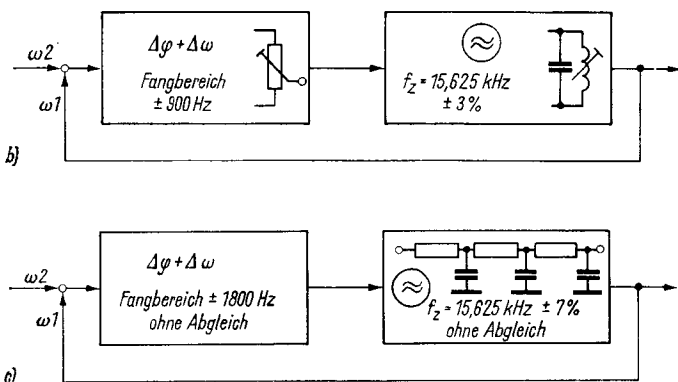 ω2
ω1
Δφ + Δω
Fangbereich
± 900 Hz
≈
f_z = 15,625 kHz
± 3%
b)
ω2
ω1
Δφ + Δω
Fangbereich ± 1800 Hz
ohne Abgleich
≈
f_z = 15,625 kHz ± 7%
ohne Abgleich
c)